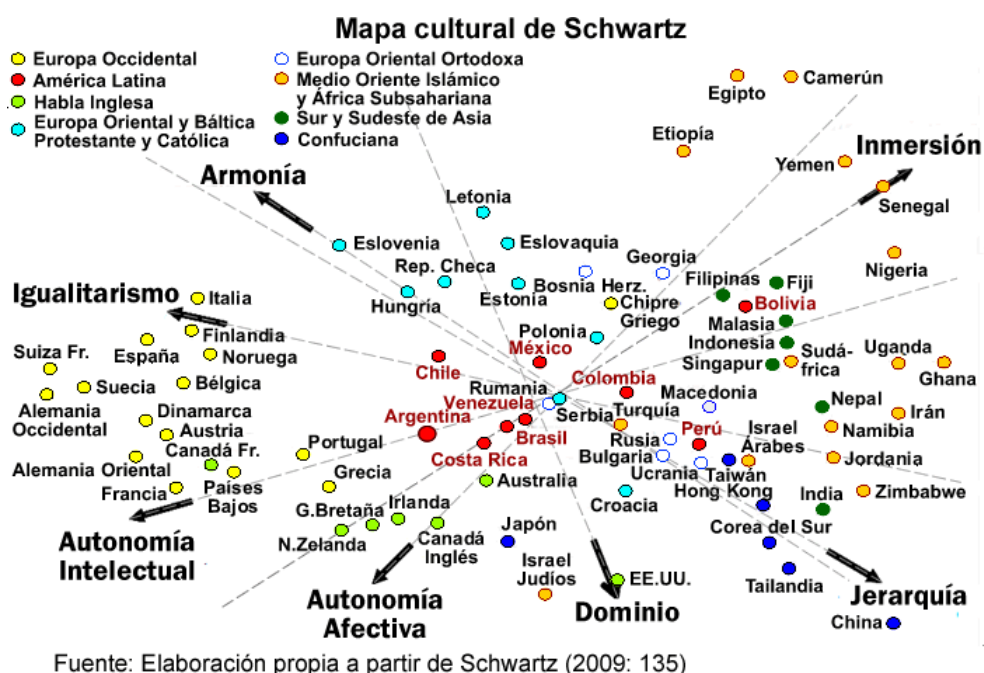 Mapa cultural de Schwartz
Europa Occidental
América Latina
Habla Inglesa
Europa Oriental y Báltica
Protestante y Católica
Europa Oriental Ortodoxa
Medio Oriente Islámico
y África Subsahariana
Sur y Sudeste de Asia
Confuciana
Egipto
Camerún
Etiopía
Yemen
Inmersión
Senegal
Armonía
Letonia
Eslovenia
Eslovaquia
Georgia
Nigeria
Rep. Checa
Bosnia Herz.
Filipinas
Fiji
Hungría
Estonia
Chipre
Griego
Bolivia
Igualitarismo
Italia
Malasia
Finlandia
Polonia
Indonesia
España
Noruega
México
Singapur
Sudá-
frica
Uganda
Ghana
Suiza Fr.
Chile
Rumania
Colombia
Suecia
Bélgica
Macedonia
Nepal
Irán
Alemania
Occidental
Venezuela
Serbia
Turquía
Argentina
Dinamarca
Brasil
Rusia
Perú
Israel
Árabes
Namibia
Austria
Portugal
Costa Rica
Bulgaria
Canadá Fr.
Ucrania
Taiwán
Jordania
Alemania Oriental
Grecia
Australia
Hong Kong
Zimbabwe
Francia
Países
Bajos
Irlanda
Croacia
India
G.Bretaña
Japón
Corea del Sur
N.Zelanda
Canadá
Inglés
Autonomía
Intelectual
Israel
Judíos
EE.UU.
Tailandia
Autonomía
Afectiva
Dominio
Jerarquía
China
Fuente: Elaboración propia a partir de Schwartz (2009: 135)